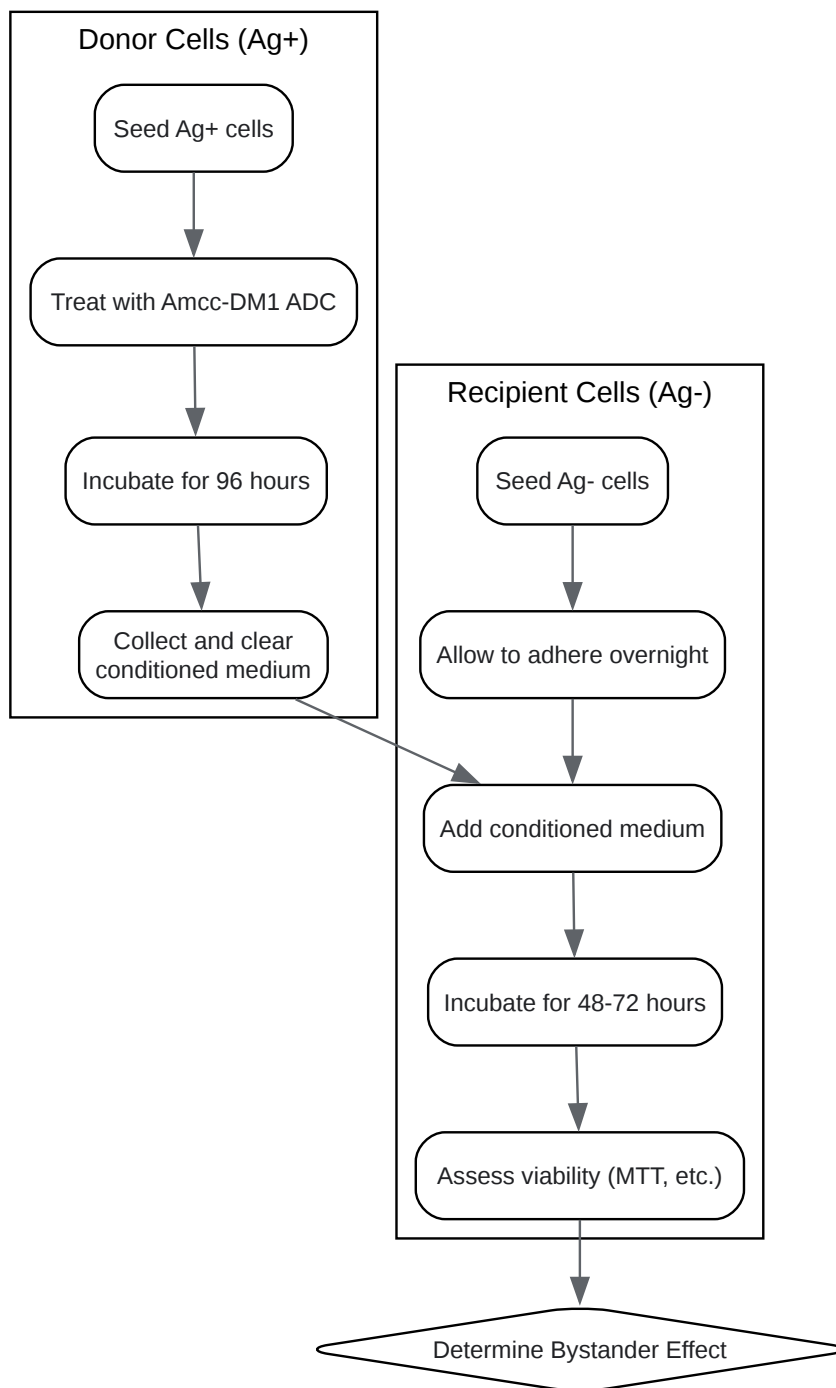 Donor Cells (Ag+)
Seed Ag+ cells
Treat with Amcc-DM1 ADC
Incubate for 96 hours
Collect and clear
conditioned medium
Recipient Cells (Ag-)
Seed Ag- cells
Allow to adhere overnight
Add conditioned medium
Incubate for 48-72 hours
Assess viability (MTT, etc.)
Determine Bystander Effect